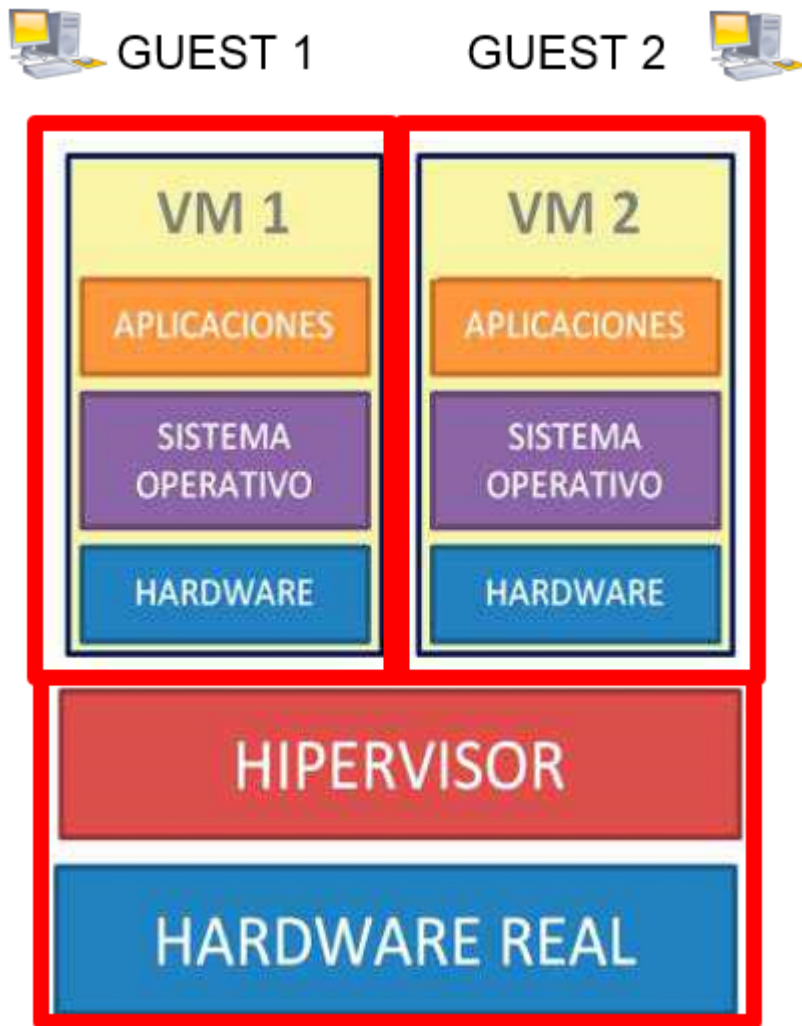 GUEST 1 GUEST 2
VM 1
APLICACIONES
SISTEMA
OPERATIVO
HARDWARE
VM 2
APLICACIONES
SISTEMA
OPERATIVO
HARDWARE
HIPERVISOR
HARDWARE REAL